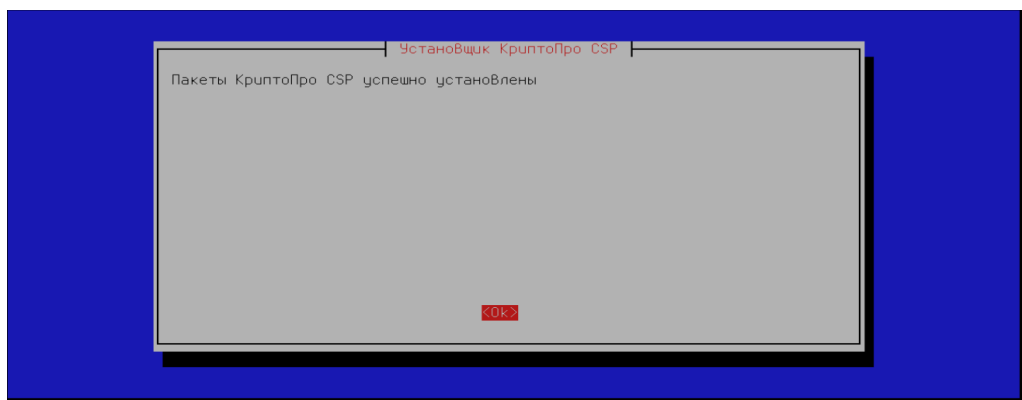 Установщик КриптоПро CSP
Пакеты КриптоПро CSP успешно установлены
<Ok>